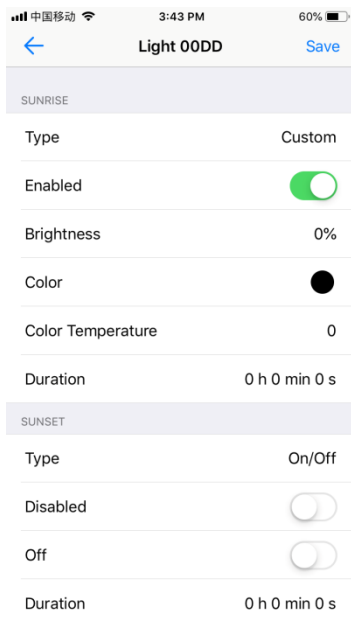 中国移动 3:43 PM 60%
Light 00DD Save
SUNRISE
Type Custom
Enabled
Brightness 0%
Color
Color Temperature 0
Duration 0 h 0 min 0 s
SUNSET
Type On/Off
Disabled
Off
Duration 0 h 0 min 0 s